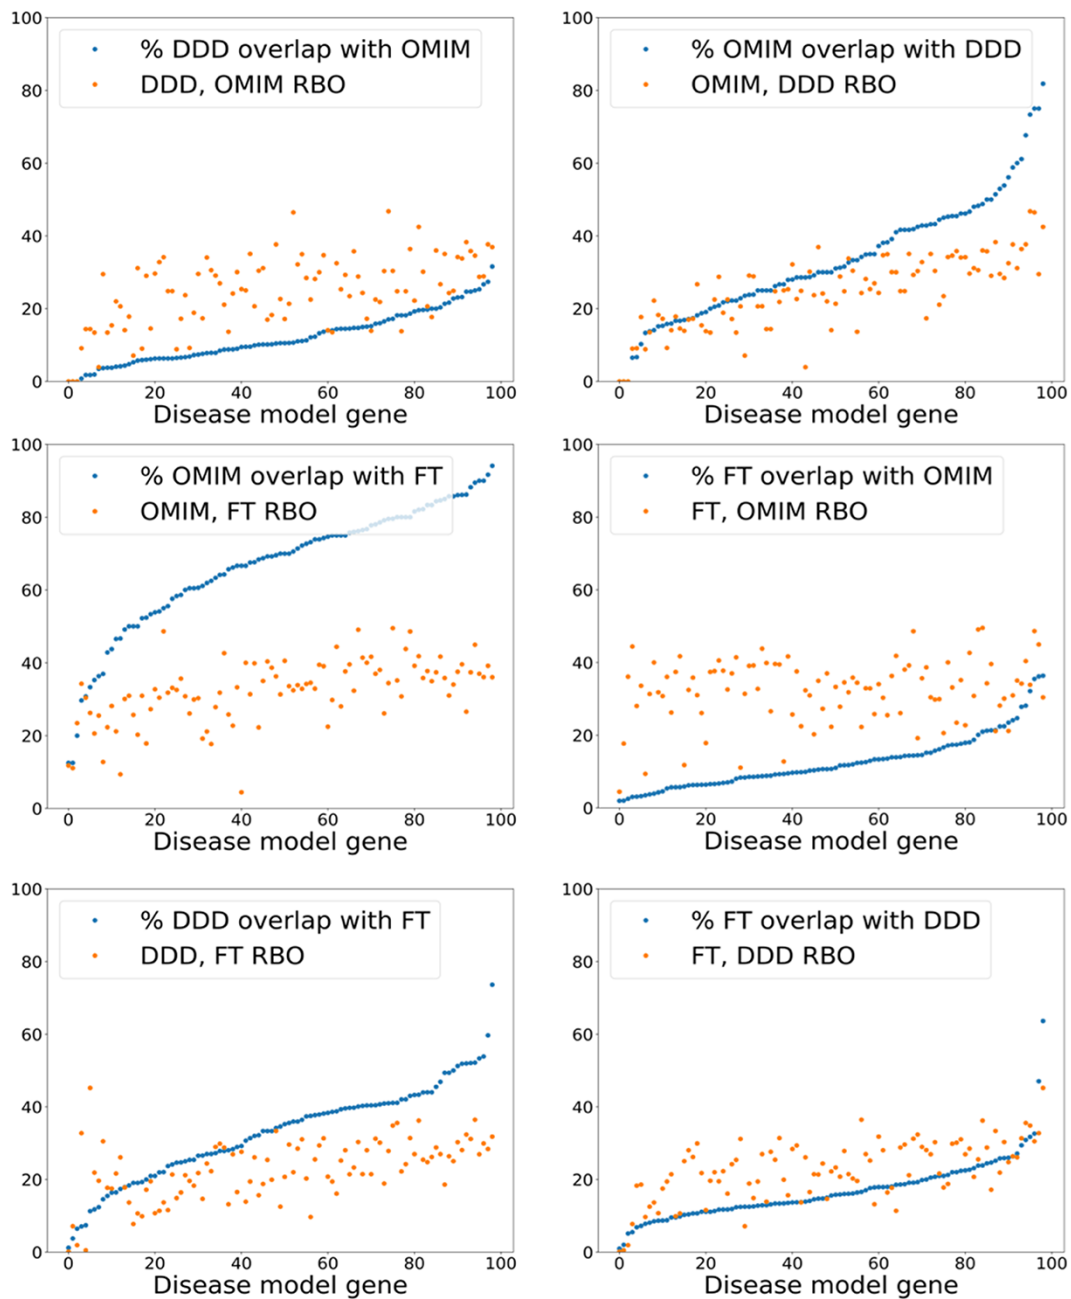 100
80
60
40
20
0
% DDD overlap with OMIM
DDD, OMIM RBO
0 20 40 60 80 100
Disease model gene
100
80
60
40
20
0
% OMIM overlap with DDD
OMIM, DDD RBO
0 20 40 60 80 100
Disease model gene
100
80
60
40
20
0
% OMIM overlap with FT
OMIM, FT RBO
0 20 40 60 80 100
Disease model gene
100
80
60
40
20
0
% FT overlap with OMIM
FT, OMIM RBO
0 20 40 60 80 100
Disease model gene
100
80
60
40
20
0
% DDD overlap with FT
DDD, FT RBO
0 20 40 60 80 100
Disease model gene
100
80
60
40
20
0
% FT overlap with DDD
FT, DDD RBO
0 20 40 60 80 100
Disease model gene